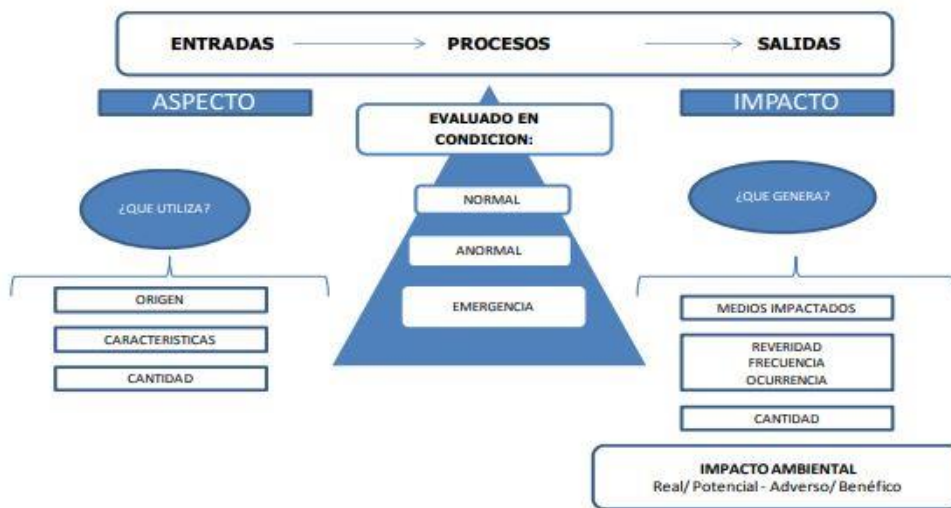 ENTRADAS PROCESOS SALIDAS
ASPECTO
IMPACTO
EVALUADO EN
CONDICION:
NORMAL
ANORMAL
EMERGENCIA
¿QUE UTILIZA?
ORIGEN
CARACTERISTICAS
CANTIDAD
¿QUE GENERA?
MEDIOS IMPACTADOS
REVERIDAD
FRECUENCIA
OCURRENCIA
CANTIDAD
IMPACTO AMBIENTAL
Real/ Potencial - Adverso/ Benéfico